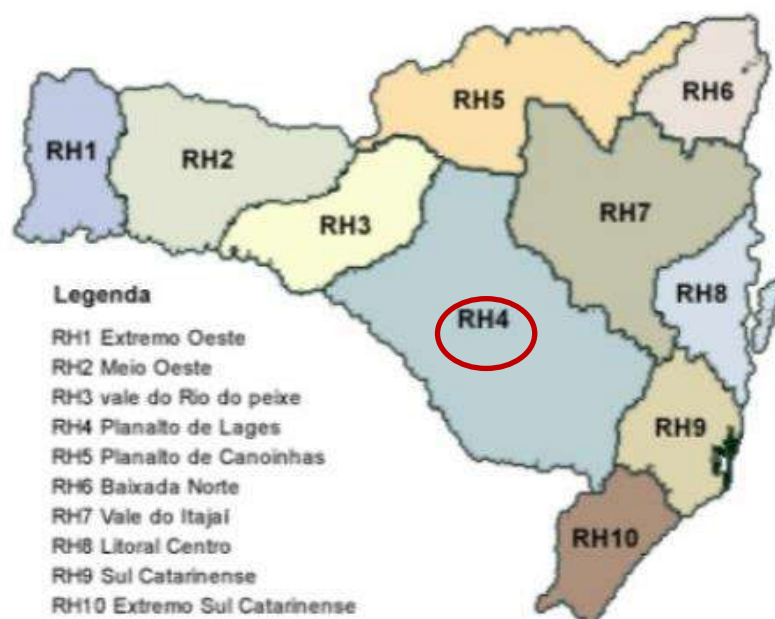 RH5
RH6
RH1
RH2
RH7
RH3
RH8
RH4
RH9
RH10
Legenda
RH1 Extremo Oeste
RH2 Meio Oeste
RH3 vale do Rio do peixe
RH4 Planalto de Lages
RH5 Planalto de Canoinhas
RH6 Baixada Norte
RH7 Vale do Itajaí
RH8 Litoral Centro
RH9 Sul Catarinense
RH10 Extremo Sul Catarinense